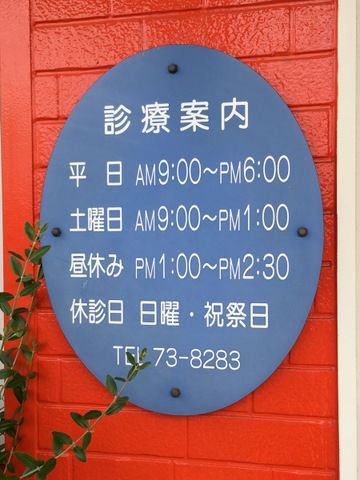 診療案内
平日 AM9:00～PM6:00
土曜日 AM9:00～PM1:00
昼休み PM1:00～PM2:30
休診日 日曜・祝祭日
TEL 73-8283